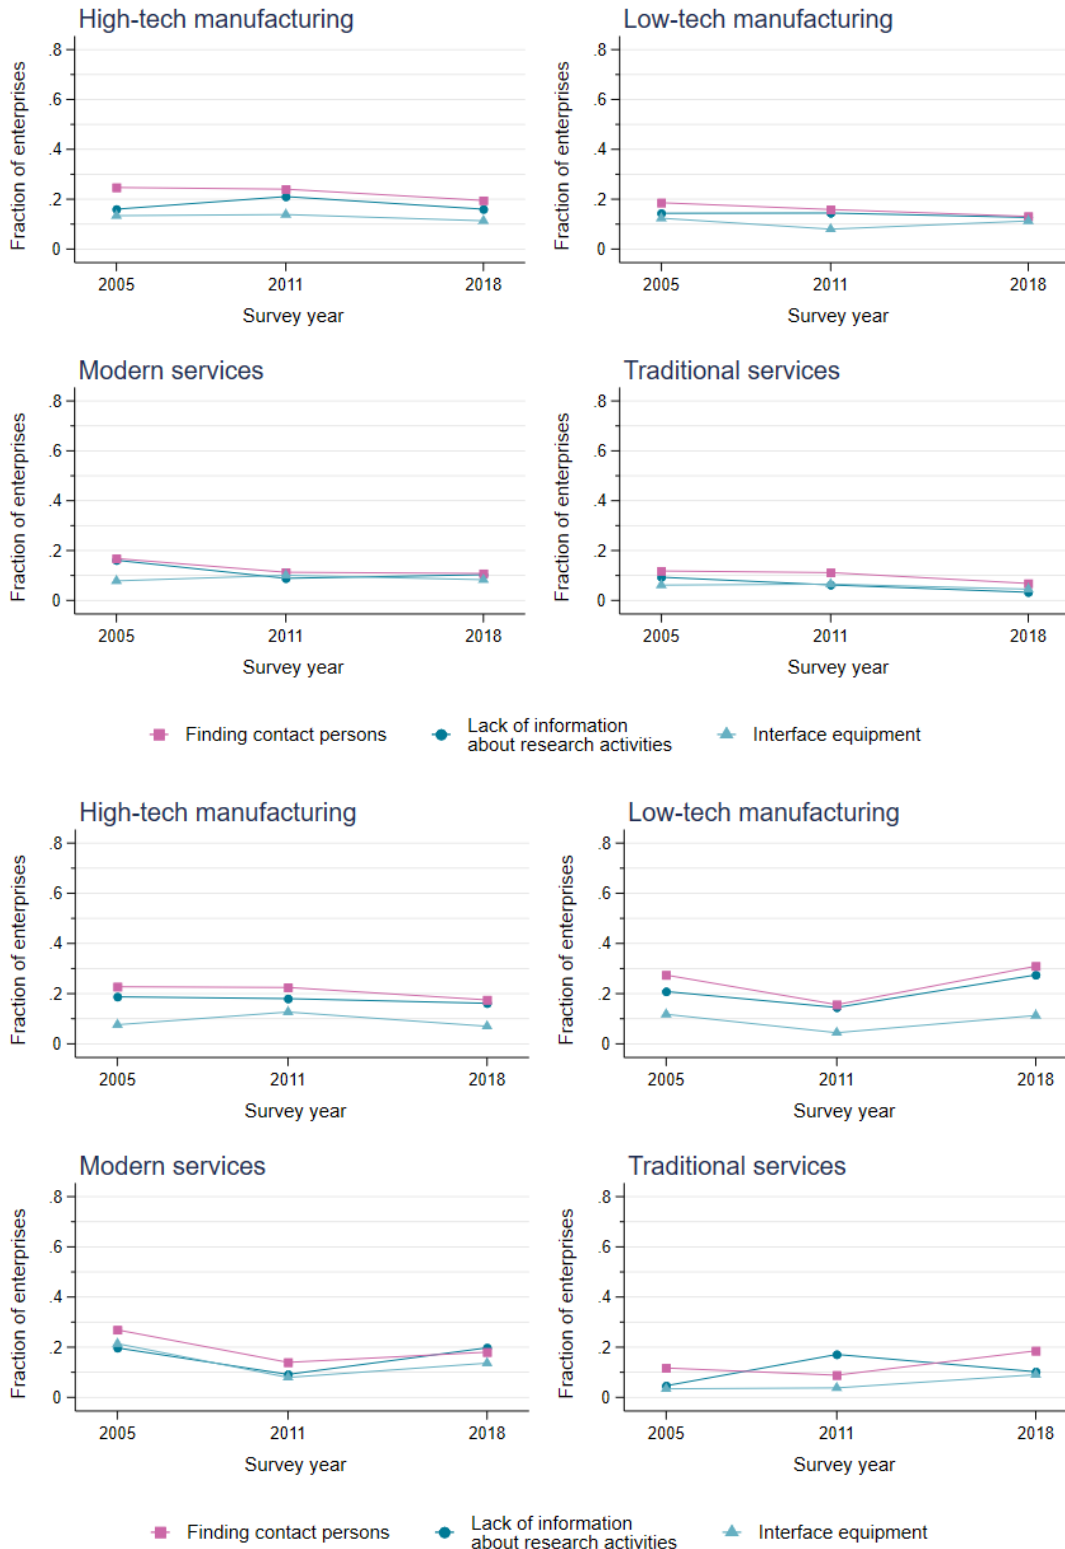 High-tech manufacturing
Low-tech manufacturing
Fraction of enterprises
.8
.6
.4
.2
0
2005 2011 2018
Survey year
Fraction of enterprises
.8
.6
.4
.2
0
2005 2011 2018
Survey year
Modern services
Traditional services
Fraction of enterprises
.8
.6
.4
.2
0
2005 2011 2018
Survey year
Fraction of enterprises
.8
.6
.4
.2
0
2005 2011 2018
Survey year
Finding contact persons
Lack of information
about research activities
Interface equipment
High-tech manufacturing
Low-tech manufacturing
Fraction of enterprises
.8
.6
.4
.2
0
2005 2011 2018
Survey year
Fraction of enterprises
.8
.6
.4
.2
0
2005 2011 2018
Survey year
Modern services
Traditional services
Fraction of enterprises
.8
.6
.4
.2
0
2005 2011 2018
Survey year
Fraction of enterprises
.8
.6
.4
.2
0
2005 2011 2018
Survey year
Finding contact persons
Lack of information
about research activities
Interface equipment